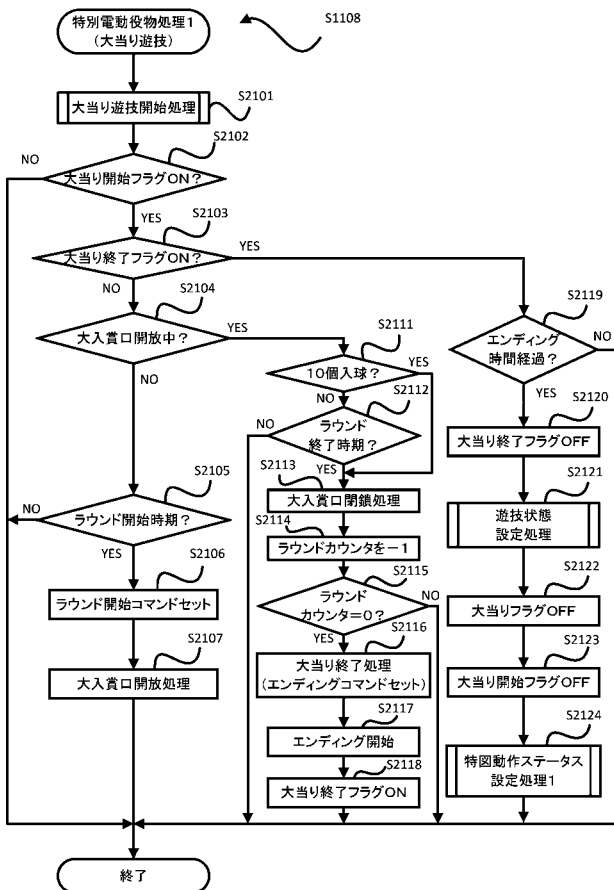 特別電動役物処理1
(大当り遊技)
S1108
大当り遊技開始処理
S2101
S2102
NO
大当り開始フラグON?
YES
S2103
大当り終了フラグON?
YES
NO
S2104
大入賞口開放中?
YES
NO
S2111
10個入球?
YES
NO
S2112
NO
ラウンド
終了時期?
YES
S2113
大入賞口閉鎖処理
S2114
ラウンドカウンタを-1
S2115
ラウンド
カウンタ=0?
NO
YES
S2116
大当り終了処理
(エンディングコマンドセット)
S2117
エンディング開始
S2118
大当り終了フラグON
S2105
NO
ラウンド開始時期?
YES
S2106
ラウンド開始コマンドセット
S2107
大入賞口開放処理
S2119
エンディング
時間経過?
NO
YES
S2120
大当り終了フラグOFF
S2121
遊技状態
設定処理
S2122
大当りフラグOFF
S2123
大当り開始フラグOFF
S2124
特図動作ステータス
設定処理1
終了